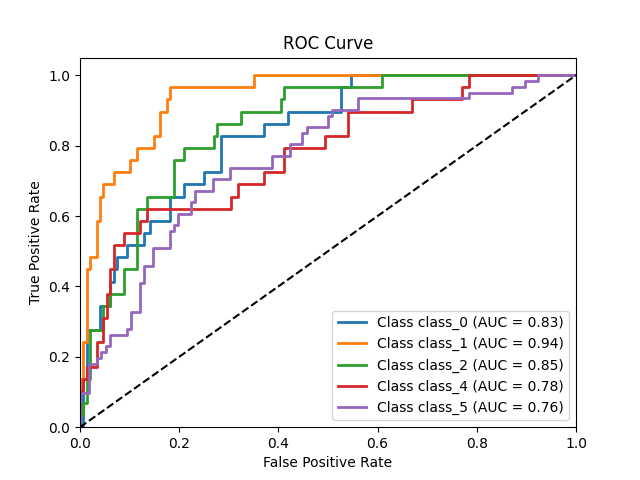 ROC Curve
True Positive Rate
1.0
0.8
0.6
0.4
0.2
0.0
0.0 0.2 0.4 0.6 0.8 1.0
False Positive Rate
Class class_0 (AUC = 0.83)
Class class_1 (AUC = 0.94)
Class class_2 (AUC = 0.85)
Class class_4 (AUC = 0.78)
Class class_5 (AUC = 0.76)